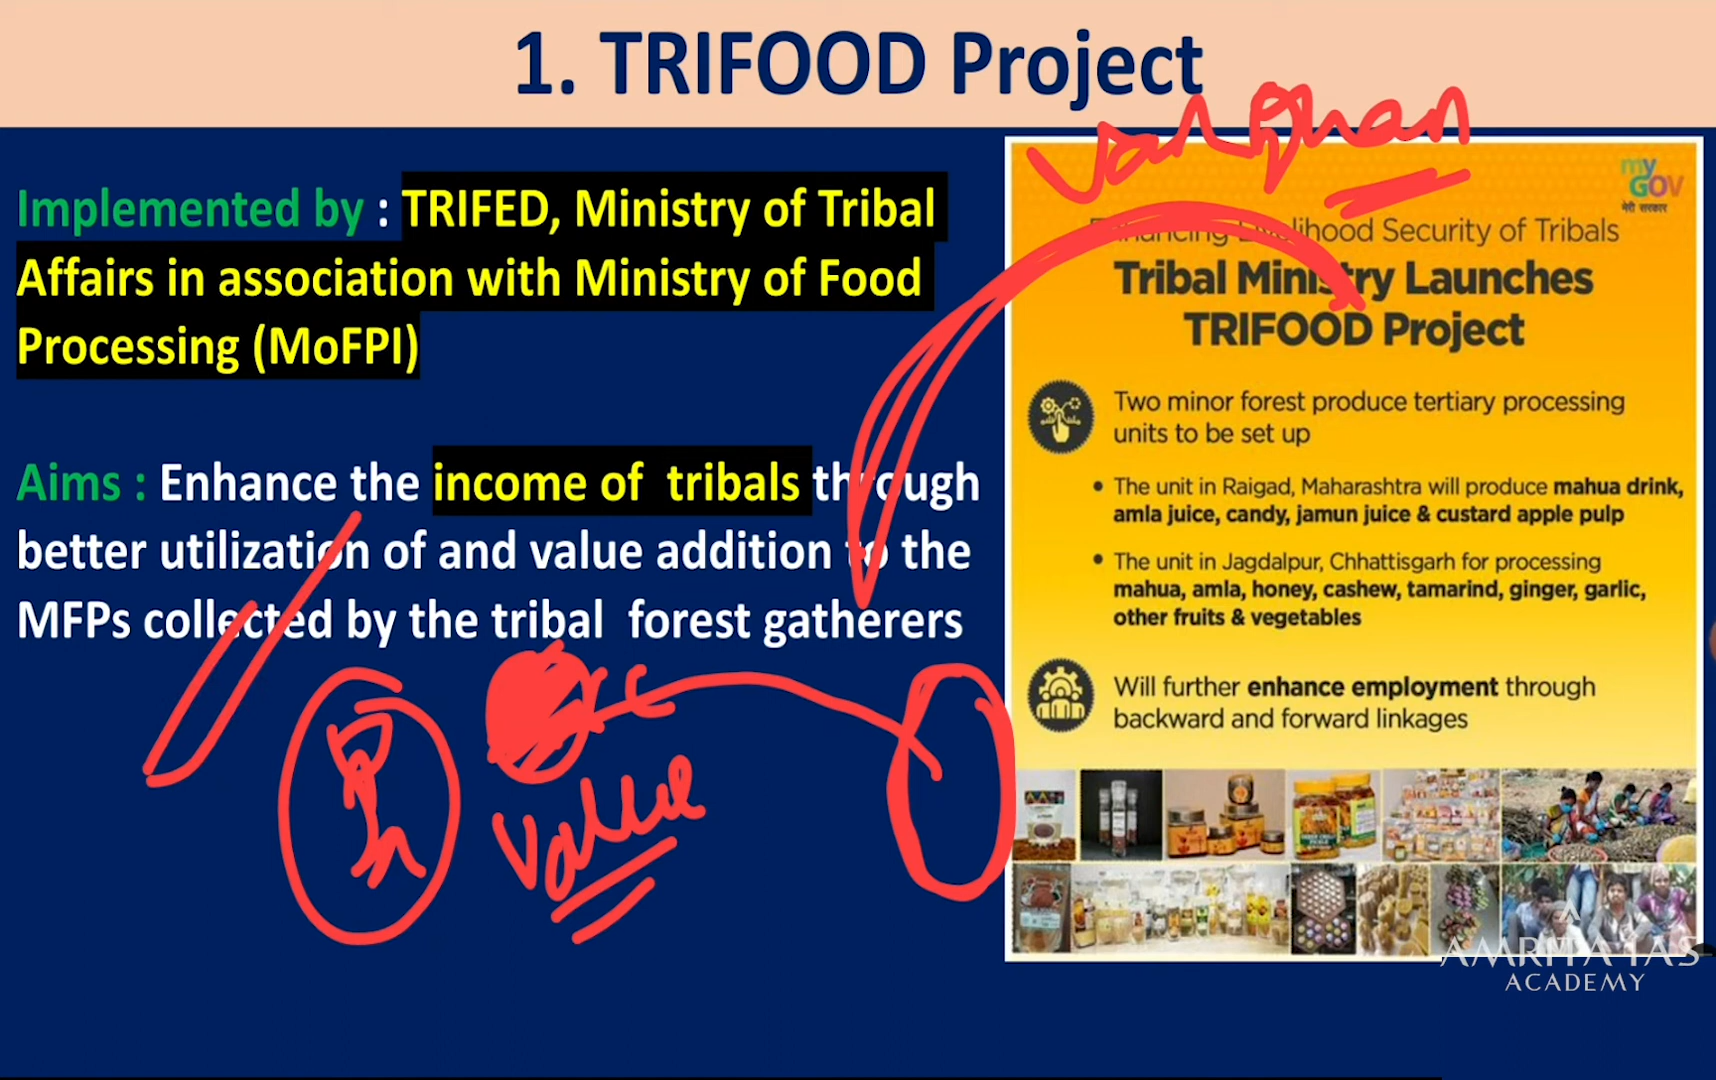 1. TRIFOOD Project
Implemented by : TRIFED, Ministry of Tribal
Affairs in association with Ministry of Food
Processing (MoFPI)
Aims : Enhance the income of tribals through
better utilization of and value addition to the
MFPs collected by the tribal forest gatherers
Value
my
GOV
मेरी सरकार
Enhancing Livelihood Security of Tribals
Tribal Ministry Launches
TRIFOOD Project
Two minor forest produce tertiary processing
units to be set up
• The unit in Raigad, Maharashtra will produce mahua drink,
amla juice, candy, jamun juice & custard apple pulp
• The unit in Jagdalpur, Chhattisgarh for processing
mahua, amla, honey, cashew, tamarind, ginger, garlic,
other fruits & vegetables
Will further enhance employment through
backward and forward linkages
AMRITA IAS
ACADEMY